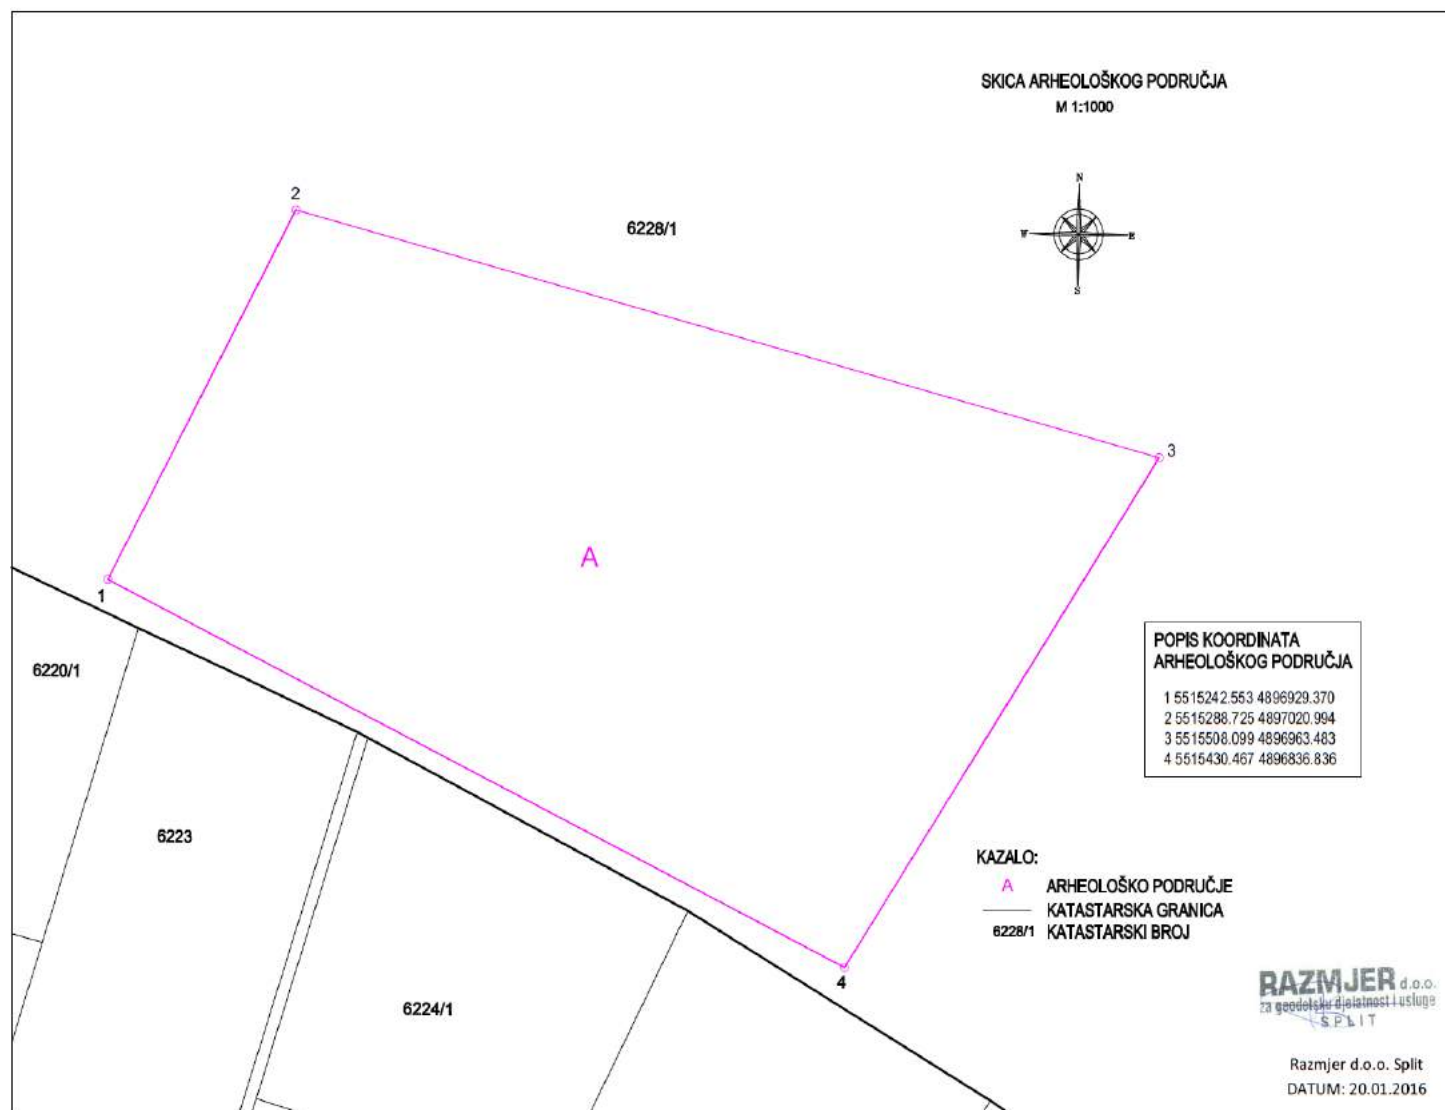 SKICA ARHEOLOŠKOG PODRUČJA
M 1:1000
N
W
E
S
2
6228/1
3
A
1
6220/1
POPIS KOORDINATA
ARHEOLOŠKOG PODRUČJA
1 5515242.553 4896929.370
2 5515288.725 4897020.994
3 5515508.099 4896963.483
4 5515430.467 4896836.836
6223
KAZALO:
A ARHEOLOŠKO PODRUČJE
KATASTARSKA GRANICA
6228/1 KATASTARSKI BROJ
4
6224/1
RAZMJER d.o.o.
za geodetsku djelatnost i usluge
SPLIT
Razmjer d.o.o. Split
DATUM: 20.01.2016